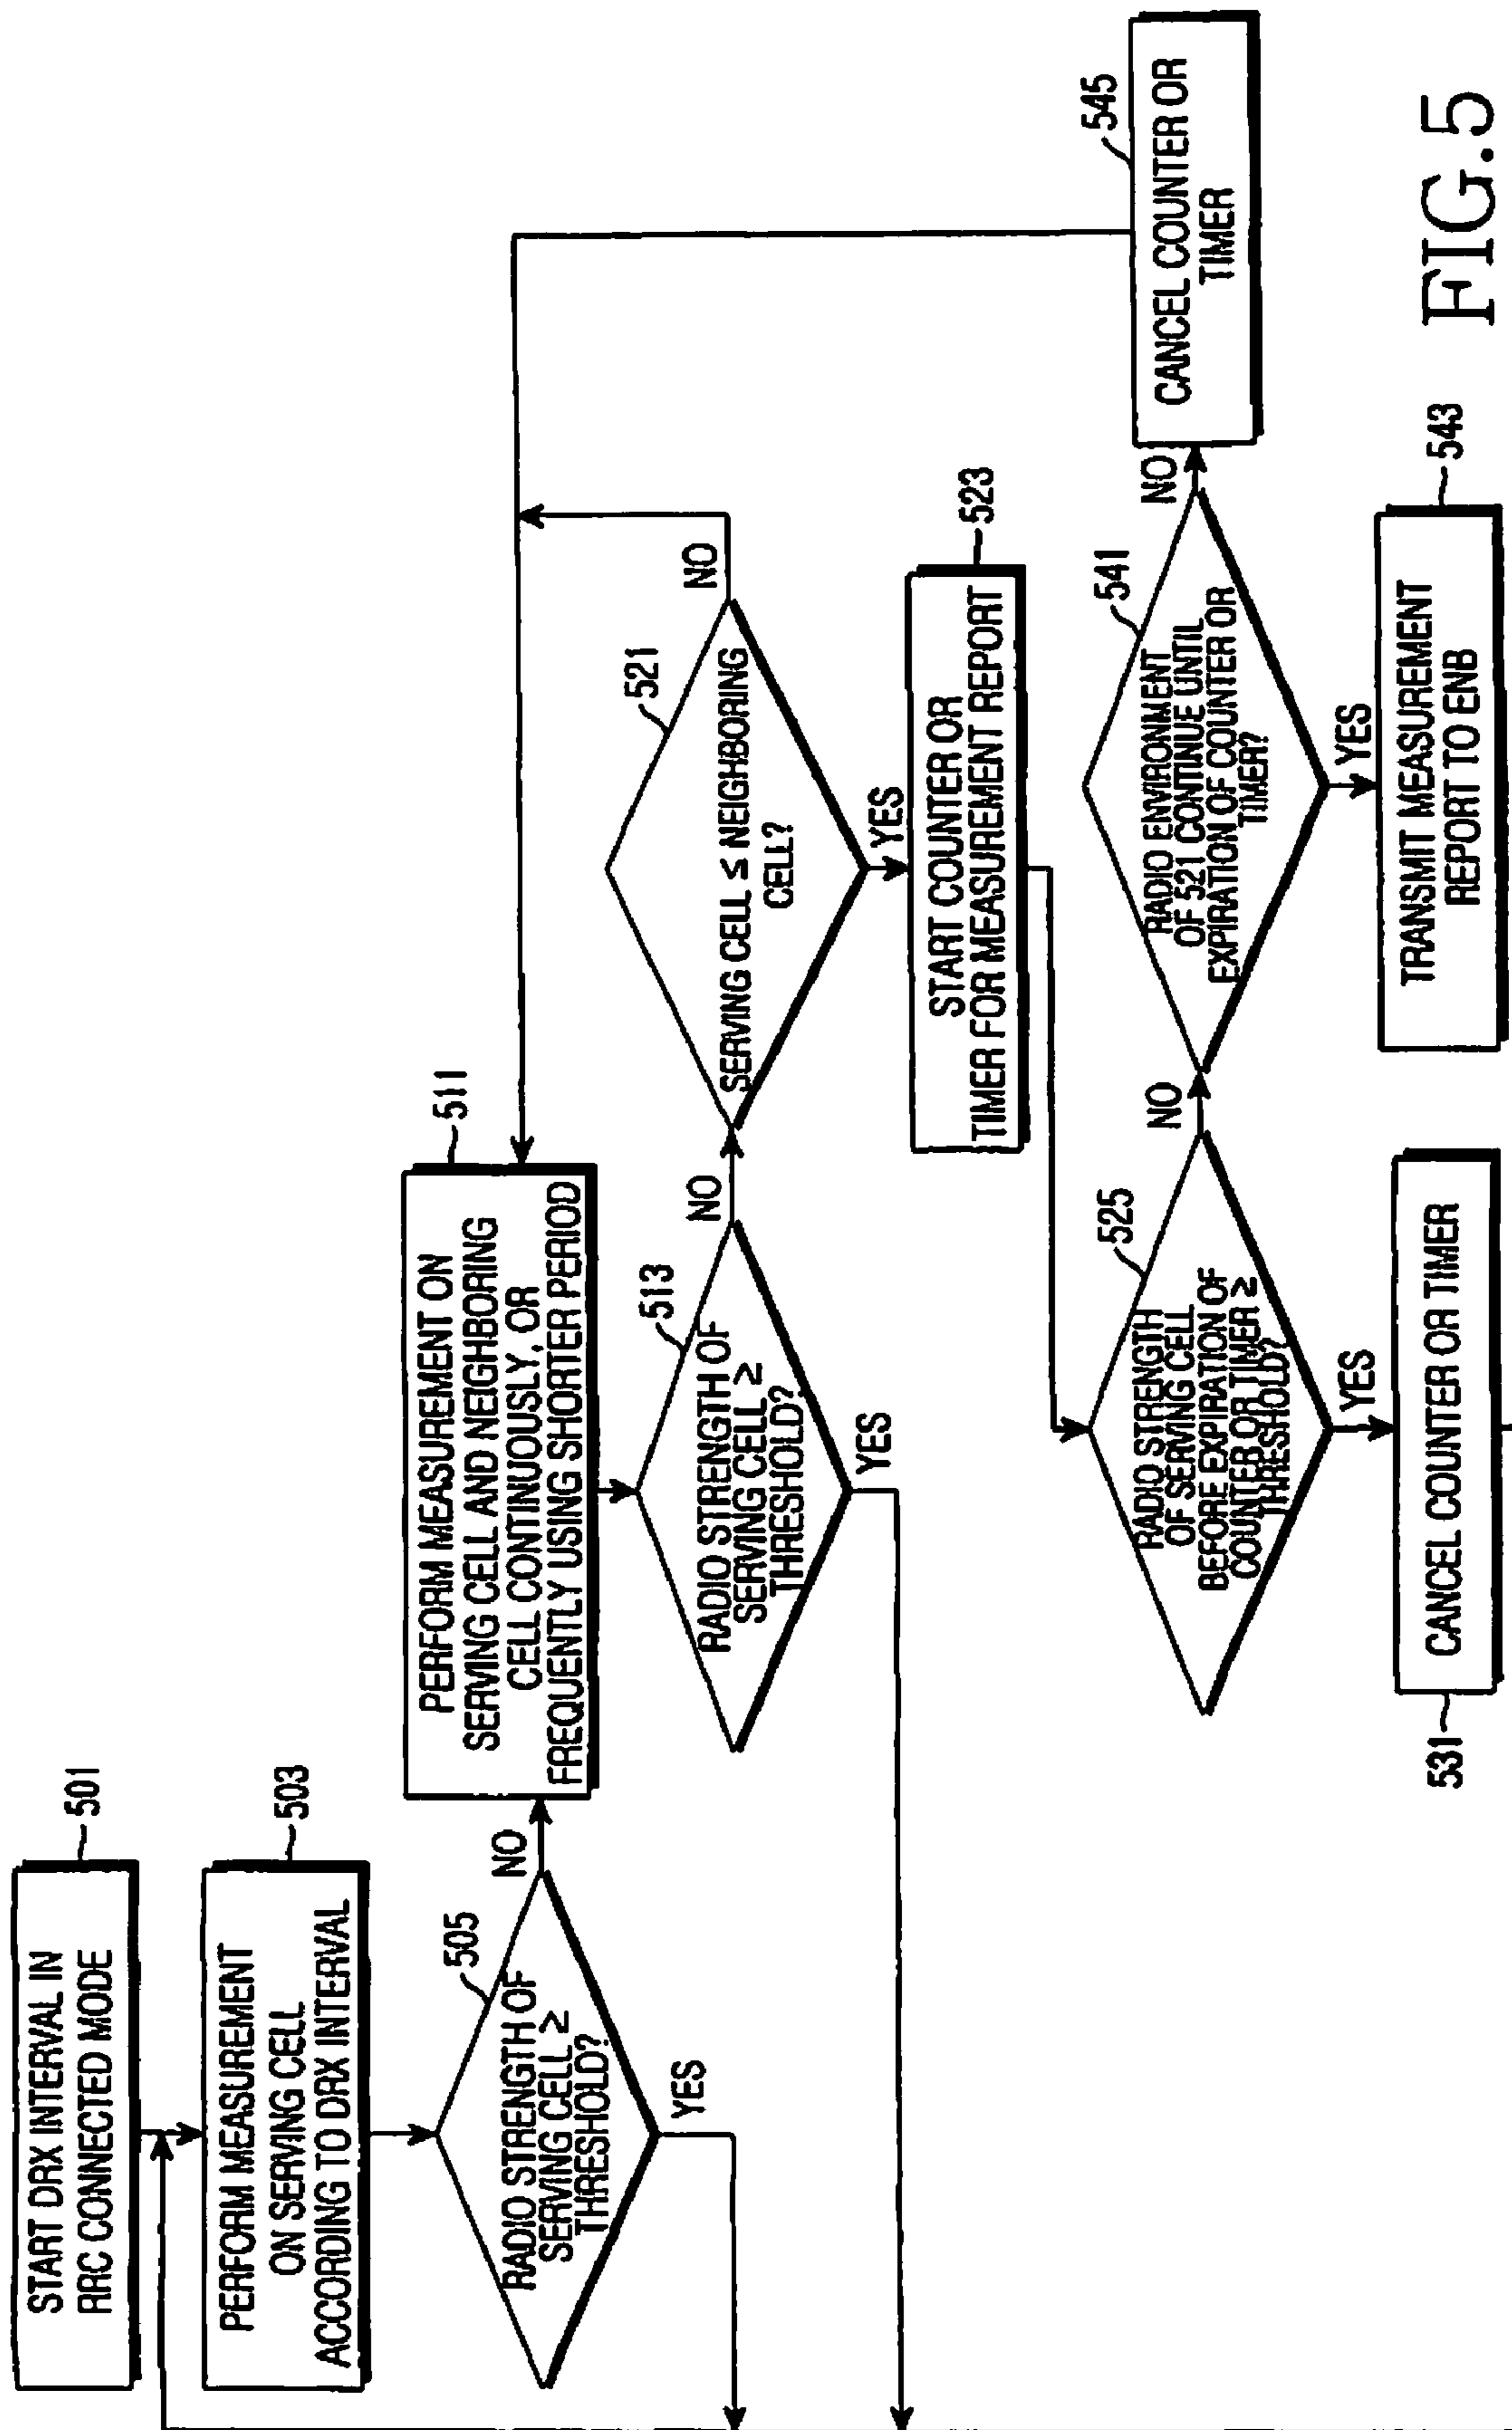 START DRX INTERVAL IN
RRC CONNECTED MODE
501
PERFORM MEASUREMENT
ON SERVING CELL
ACCORDING TO DRX INTERVAL
503
RADIO STRENGTH OF
SERVING CELL ≥
THRESHOLD?
505
NO
YES
PERFORM MEASUREMENT ON
SERVING CELL AND NEIGHBORING
CELL CONTINUOUSLY, OR
FREQUENTLY USING SHORTER PERIOD
511
RADIO STRENGTH OF
SERVING CELL ≥
THRESHOLD?
513
NO
YES
SERVING CELL ≤ NEIGHBORING
CELL?
521
NO
YES
START COUNTER OR
TIMER FOR MEASUREMENT REPORT
523
RADIO STRENGTH
OF SERVING CELL
BEFORE EXPIRATION OF
COUNTER OR TIMER ≥
THRESHOLD?
525
NO
YES
CANCEL COUNTER OR TIMER
531
RADIO ENVIRONMENT
OF 521 CONTINUE UNTIL
EXPIRATION OF COUNTER OR
TIMER?
541
NO
YES
TRANSMIT MEASUREMENT
REPORT TO ENB
543
CANCEL COUNTER OR
TIMER
545
FIG.5